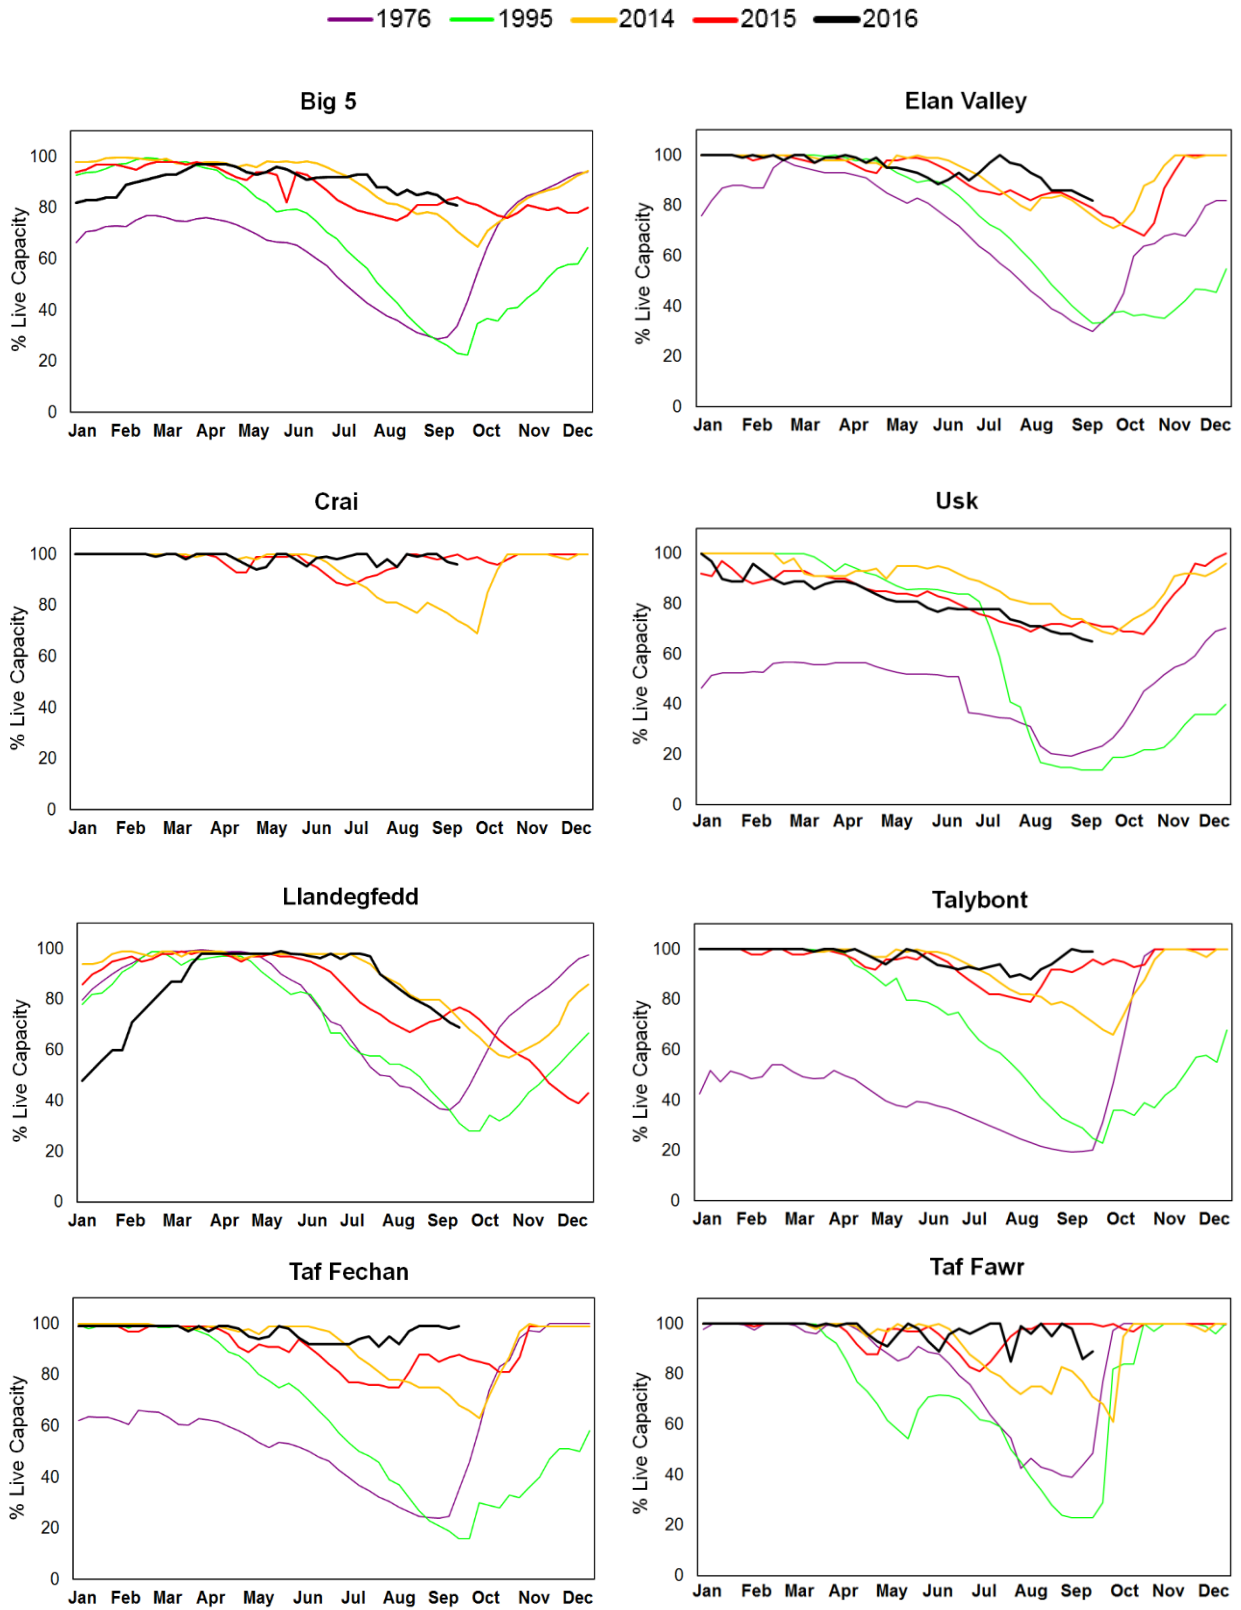 1976 1995 2014 2015 2016
Big 5
% Live Capacity
100
80
60
40
20
0
Jan Feb Mar Apr May Jun Jul Aug Sep Oct Nov Dec
Elan Valley
% Live Capacity
100
80
60
40
20
0
Jan Feb Mar Apr May Jun Jul Aug Sep Oct Nov Dec
Crai
% Live Capacity
100
80
60
40
20
0
Jan Feb Mar Apr May Jun Jul Aug Sep Oct Nov Dec
Usk
% Live Capacity
100
80
60
40
20
0
Jan Feb Mar Apr May Jun Jul Aug Sep Oct Nov Dec
Llandegfedd
% Live Capacity
100
80
60
40
20
0
Jan Feb Mar Apr May Jun Jul Aug Sep Oct Nov Dec
Talybont
% Live Capacity
100
80
60
40
20
0
Jan Feb Mar Apr May Jun Jul Aug Sep Oct Nov Dec
Taf Fechan
% Live Capacity
100
80
60
40
20
0
Jan Feb Mar Apr May Jun Jul Aug Sep Oct Nov Dec
Taf Fawr
% Live Capacity
100
80
60
40
20
0
Jan Feb Mar Apr May Jun Jul Aug Sep Oct Nov Dec